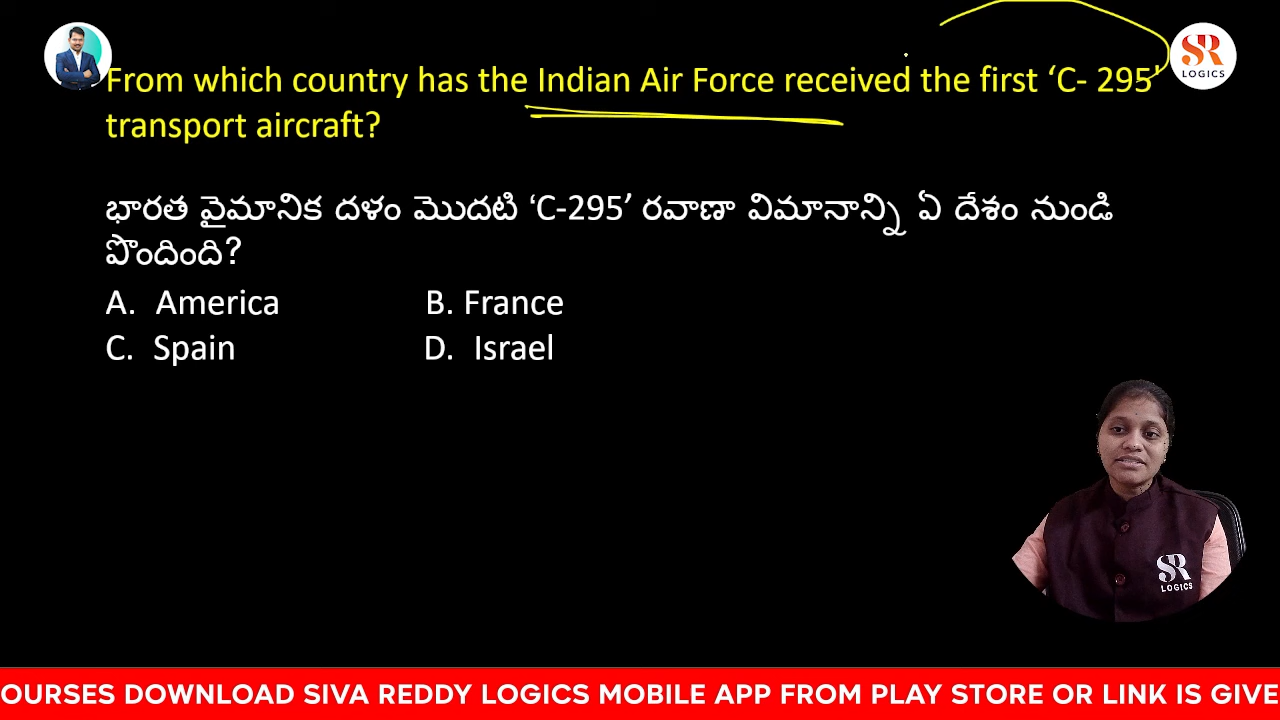 From which country has the Indian Air Force received the first ‘C- 295’
transport aircraft?
భారత వైమానిక దళం మొదటి ‘C-295’ రవాణా విమానాన్ని ఏ దేశం నుండి
పొందింది?
A. America B. France
C. Spain D. Israel
SR
LOGICS
SR
LOGICS
OURSES DOWNLOAD SIVA REDDY LOGICS MOBILE APP FROM PLAY STORE OR LINK IS GIVE